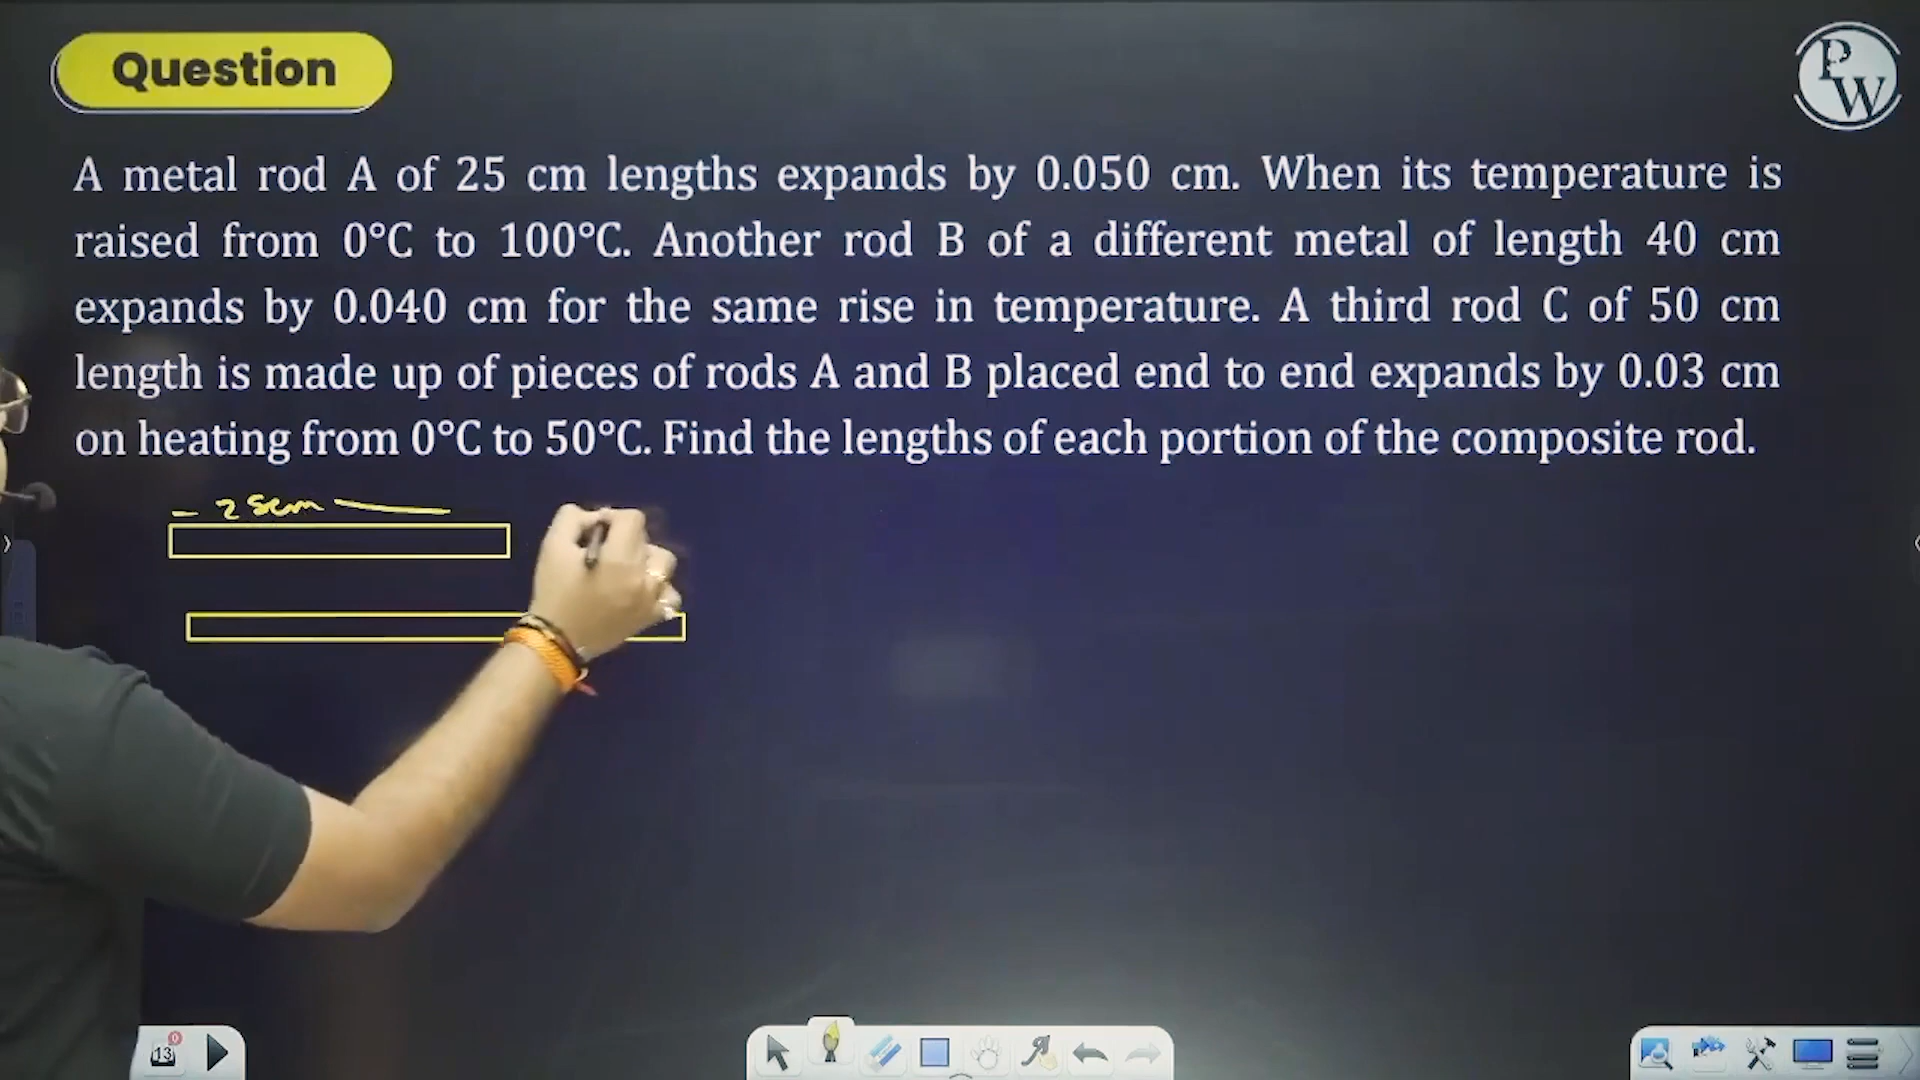 Question
PW
A metal rod A of 25 cm lengths expands by 0.050 cm. When its temperature is
raised from 0°C to 100°C. Another rod B of a different metal of length 40 cm
expands by 0.040 cm for the same rise in temperature. A third rod C of 50 cm
length is made up of pieces of rods A and B placed end to end expands by 0.03 cm
on heating from 0°C to 50°C. Find the lengths of each portion of the composite rod.
25cm
13
0